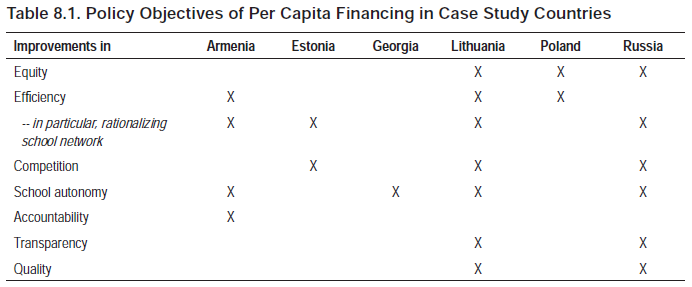 Table 8.1. Policy Objectives of Per Capita Financing in Case Study Countries
Improvements in Armenia Estonia Georgia Lithuania Poland Russia
Equity X X X
Efficiency X X X
-- in particular, rationalizing X X X X
school network
Competition X X X
School autonomy X X X X
Accountability X
Transparency X X
Quality X X